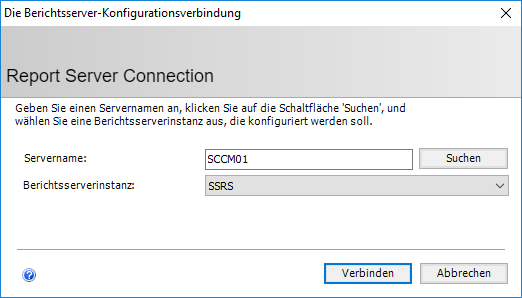 Die Berichtsserver-Konfigurationsverbindung
Report Server Connection
Geben Sie einen Servernamen an, klicken Sie auf die Schaltfläche 'Suchen', und
wählen Sie eine Berichtsserverinstanz aus, die konfiguriert werden soll.
Servername: SCCM01 Suchen
Berichtsserverinstanz: SSRS
? Verbinden Abbrechen